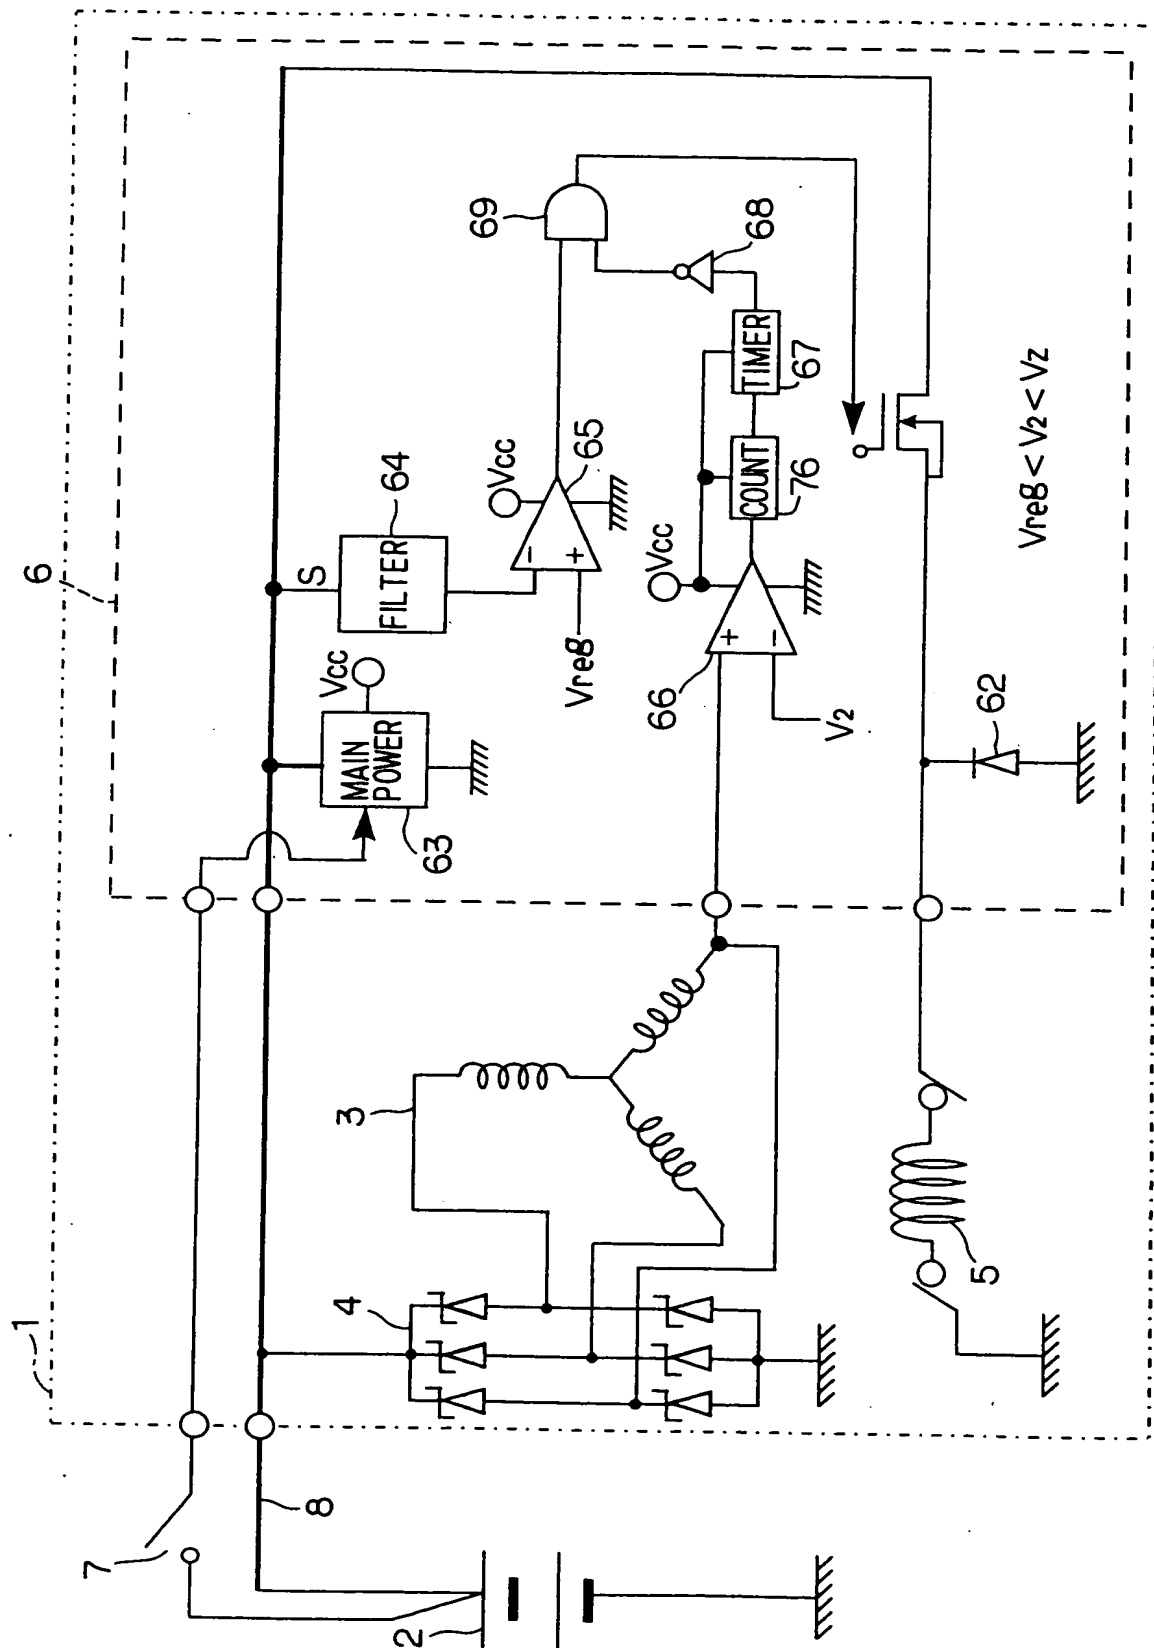 1
6
7
8
2
4
3
5
MAIN
POWER
63
Vcc
S
FILTER
64
Vcc
65
−
+
Vreg
69
68
TIMER
67
COUNT
76
Vcc
66
+
−
V2
62
Vreg < V2 < Vz